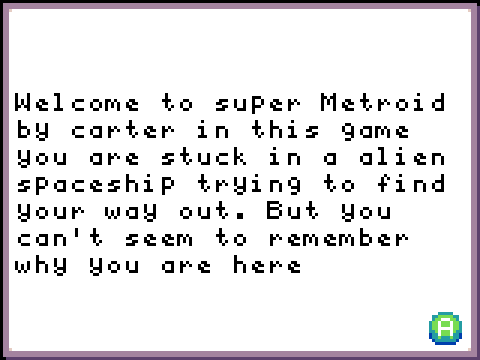 Welcome to super Metroid
by carter in this game
you are stuck in a alien
spaceship trying to find
your way out. But you
can't seem to remember
why you are here
A